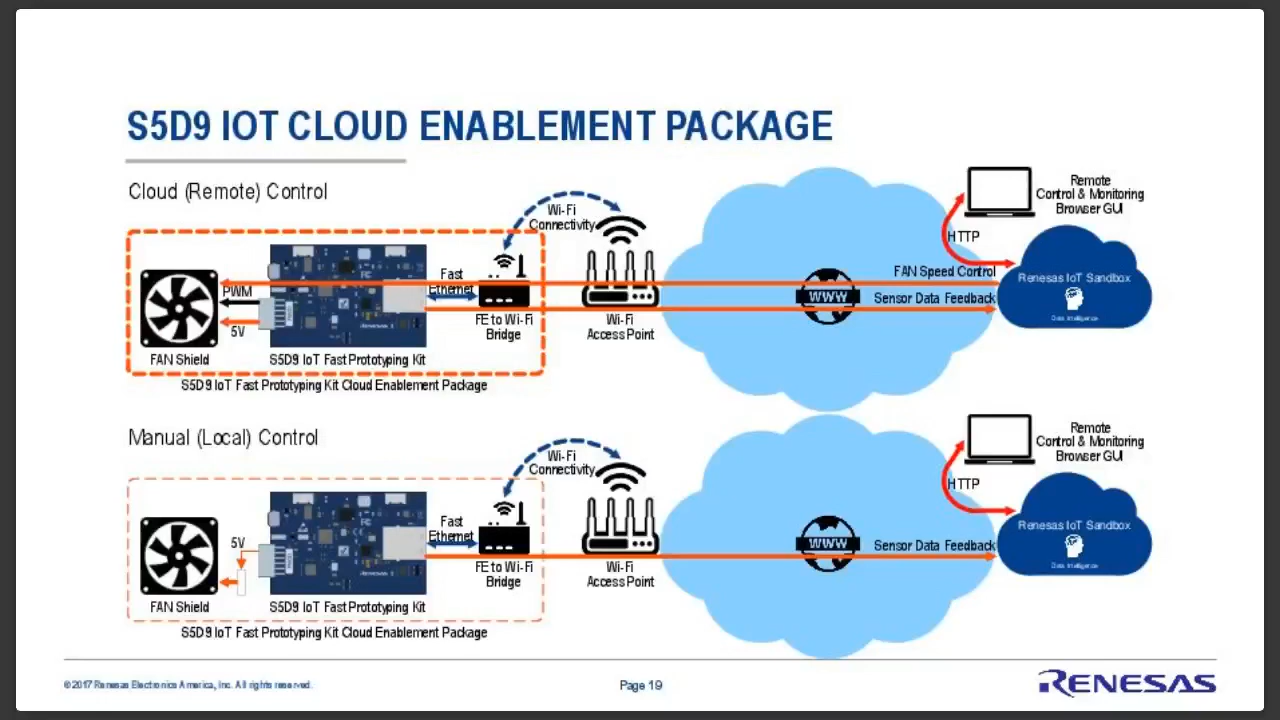 S5D9 IOT CLOUD ENABLEMENT PACKAGE
Cloud (Remote) Control
Wi-Fi
Connectivity
Remote
Control & Monitoring
Browser GUI
HTTP
FAN Speed Control
Renesas IoT Sandbox
Fast
Ethernet
PWM
WWW
Sensor Data Feedback
Data Intelligence
5V
FE to Wi-Fi
Bridge
Wi-Fi
Access Point
FAN Shield
S5D9 IoT Fast Prototyping Kit
S5D9 IoT Fast Prototyping Kit Cloud Enablement Package
Manual (Local) Control
Wi-Fi
Connectivity
Remote
Control & Monitoring
Browser GUI
HTTP
Renesas IoT Sandbox
Fast
Ethernet
5V
WWW
Sensor Data Feedback
Data Intelligence
FE to Wi-Fi
Bridge
Wi-Fi
Access Point
FAN Shield
S5D9 IoT Fast Prototyping Kit
S5D9 IoT Fast Prototyping Kit Cloud Enablement Package
© 2017 Renesas Electronics America, Inc. All rights reserved.
Page 19
RENESAS